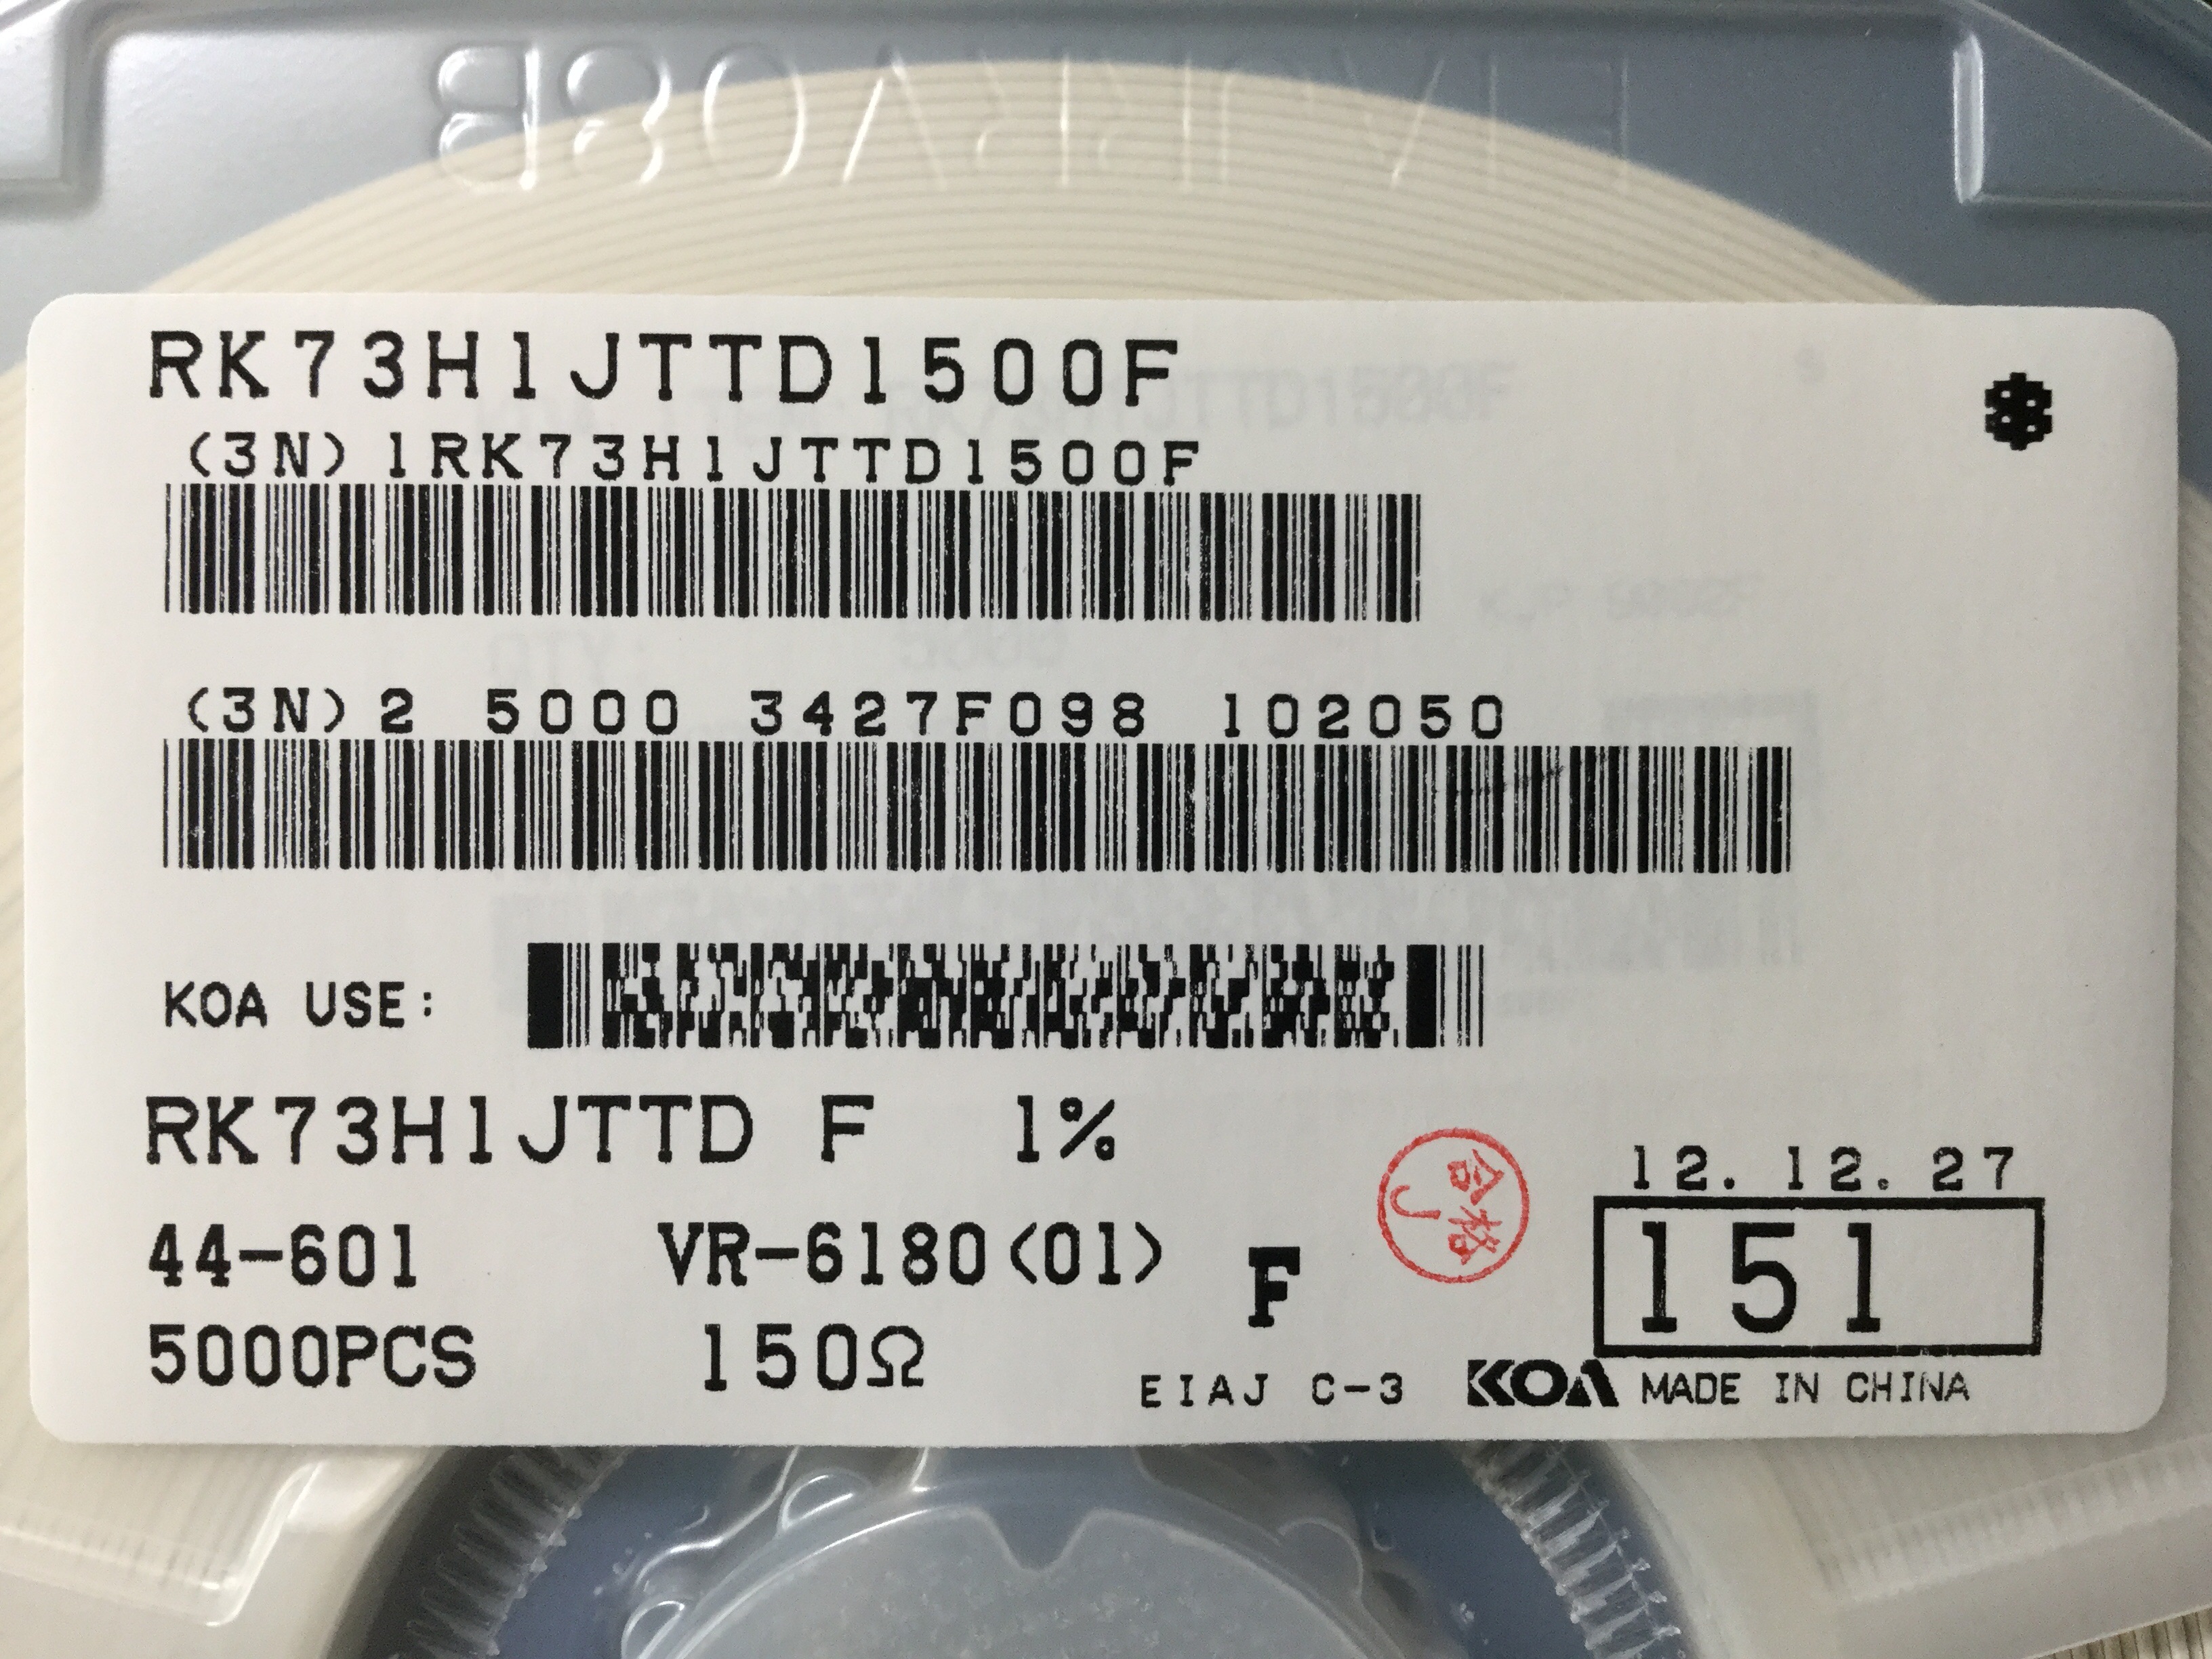 RK73H1JTTD1500F
(3N)1RK73H1JTTD1500F
(3N)2 5000 3427F098 102050
KOA USE:
RK73H1JTTD F 1%
12.12.27
44-601 VR-6180(01) F 合格 J 151
5000PCS 150Ω
EIAJ C-3 KOA MADE IN CHINA